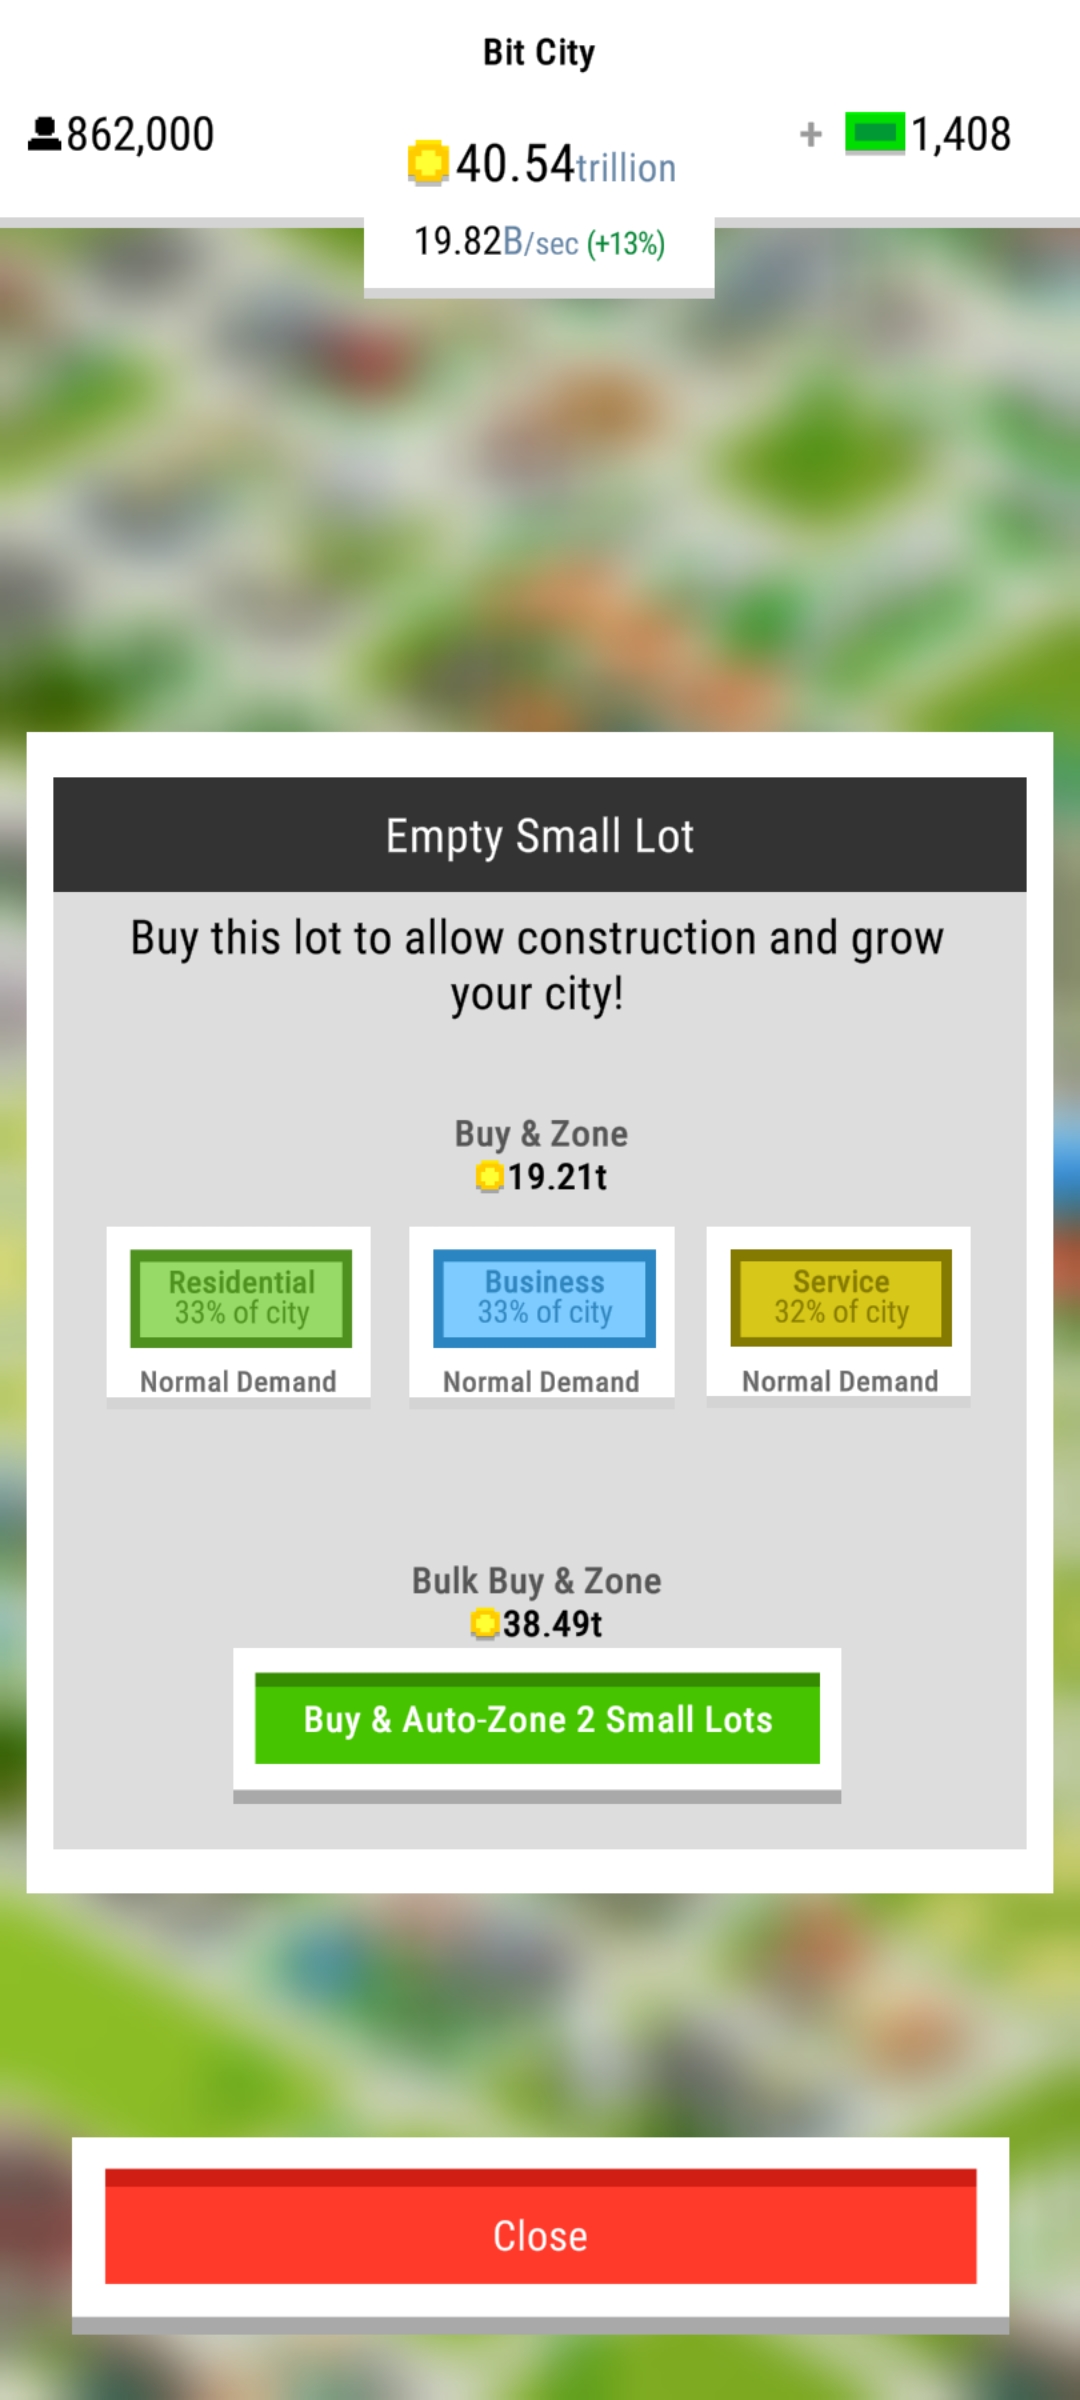 Bit City
862,000
40.54trillion
+ 1,408
19.82B/sec (+13%)
Empty Small Lot
Buy this lot to allow construction and grow
your city!
Buy & Zone
19.21t
Residential
33% of city
Normal Demand
Business
33% of city
Normal Demand
Service
32% of city
Normal Demand
Bulk Buy & Zone
38.49t
Buy & Auto-Zone 2 Small Lots
Close